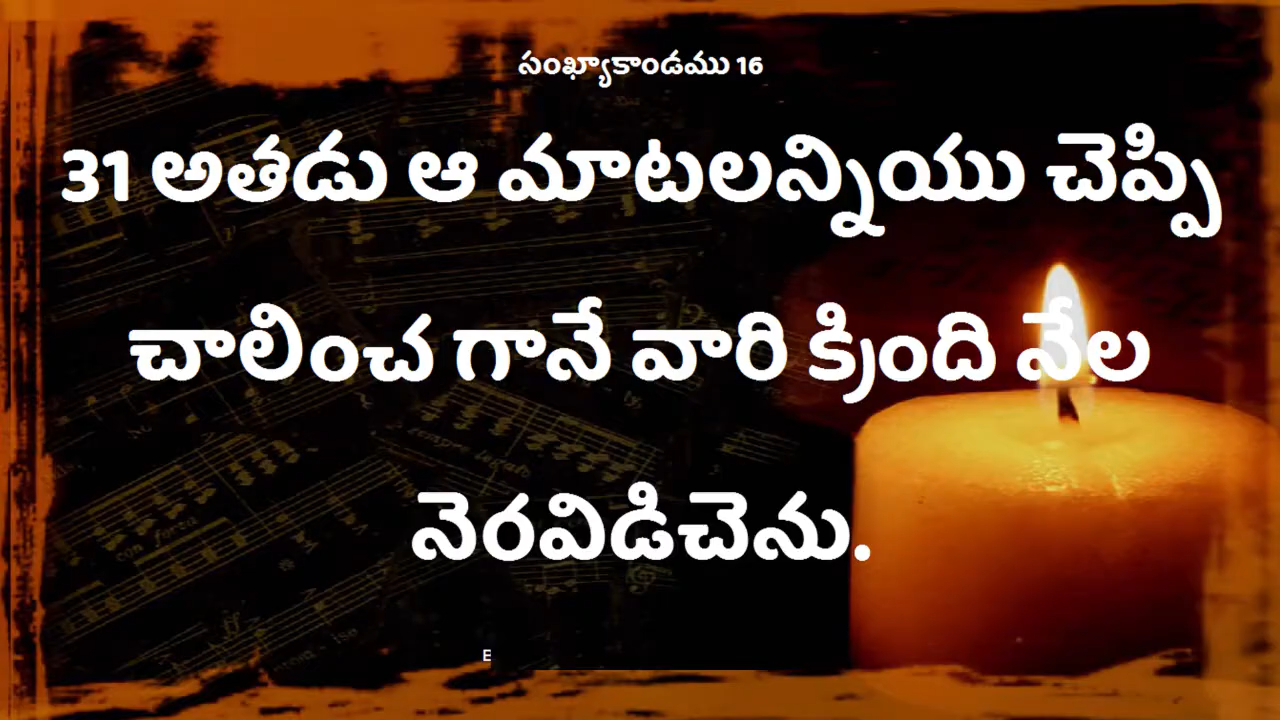 సంఖ్యాకాండము 16
31 అతడు ఆ మాటలన్నియు చెప్పి
చాలించ గానే వారి క్రింది నేల
నెరవిడిచెను.
E